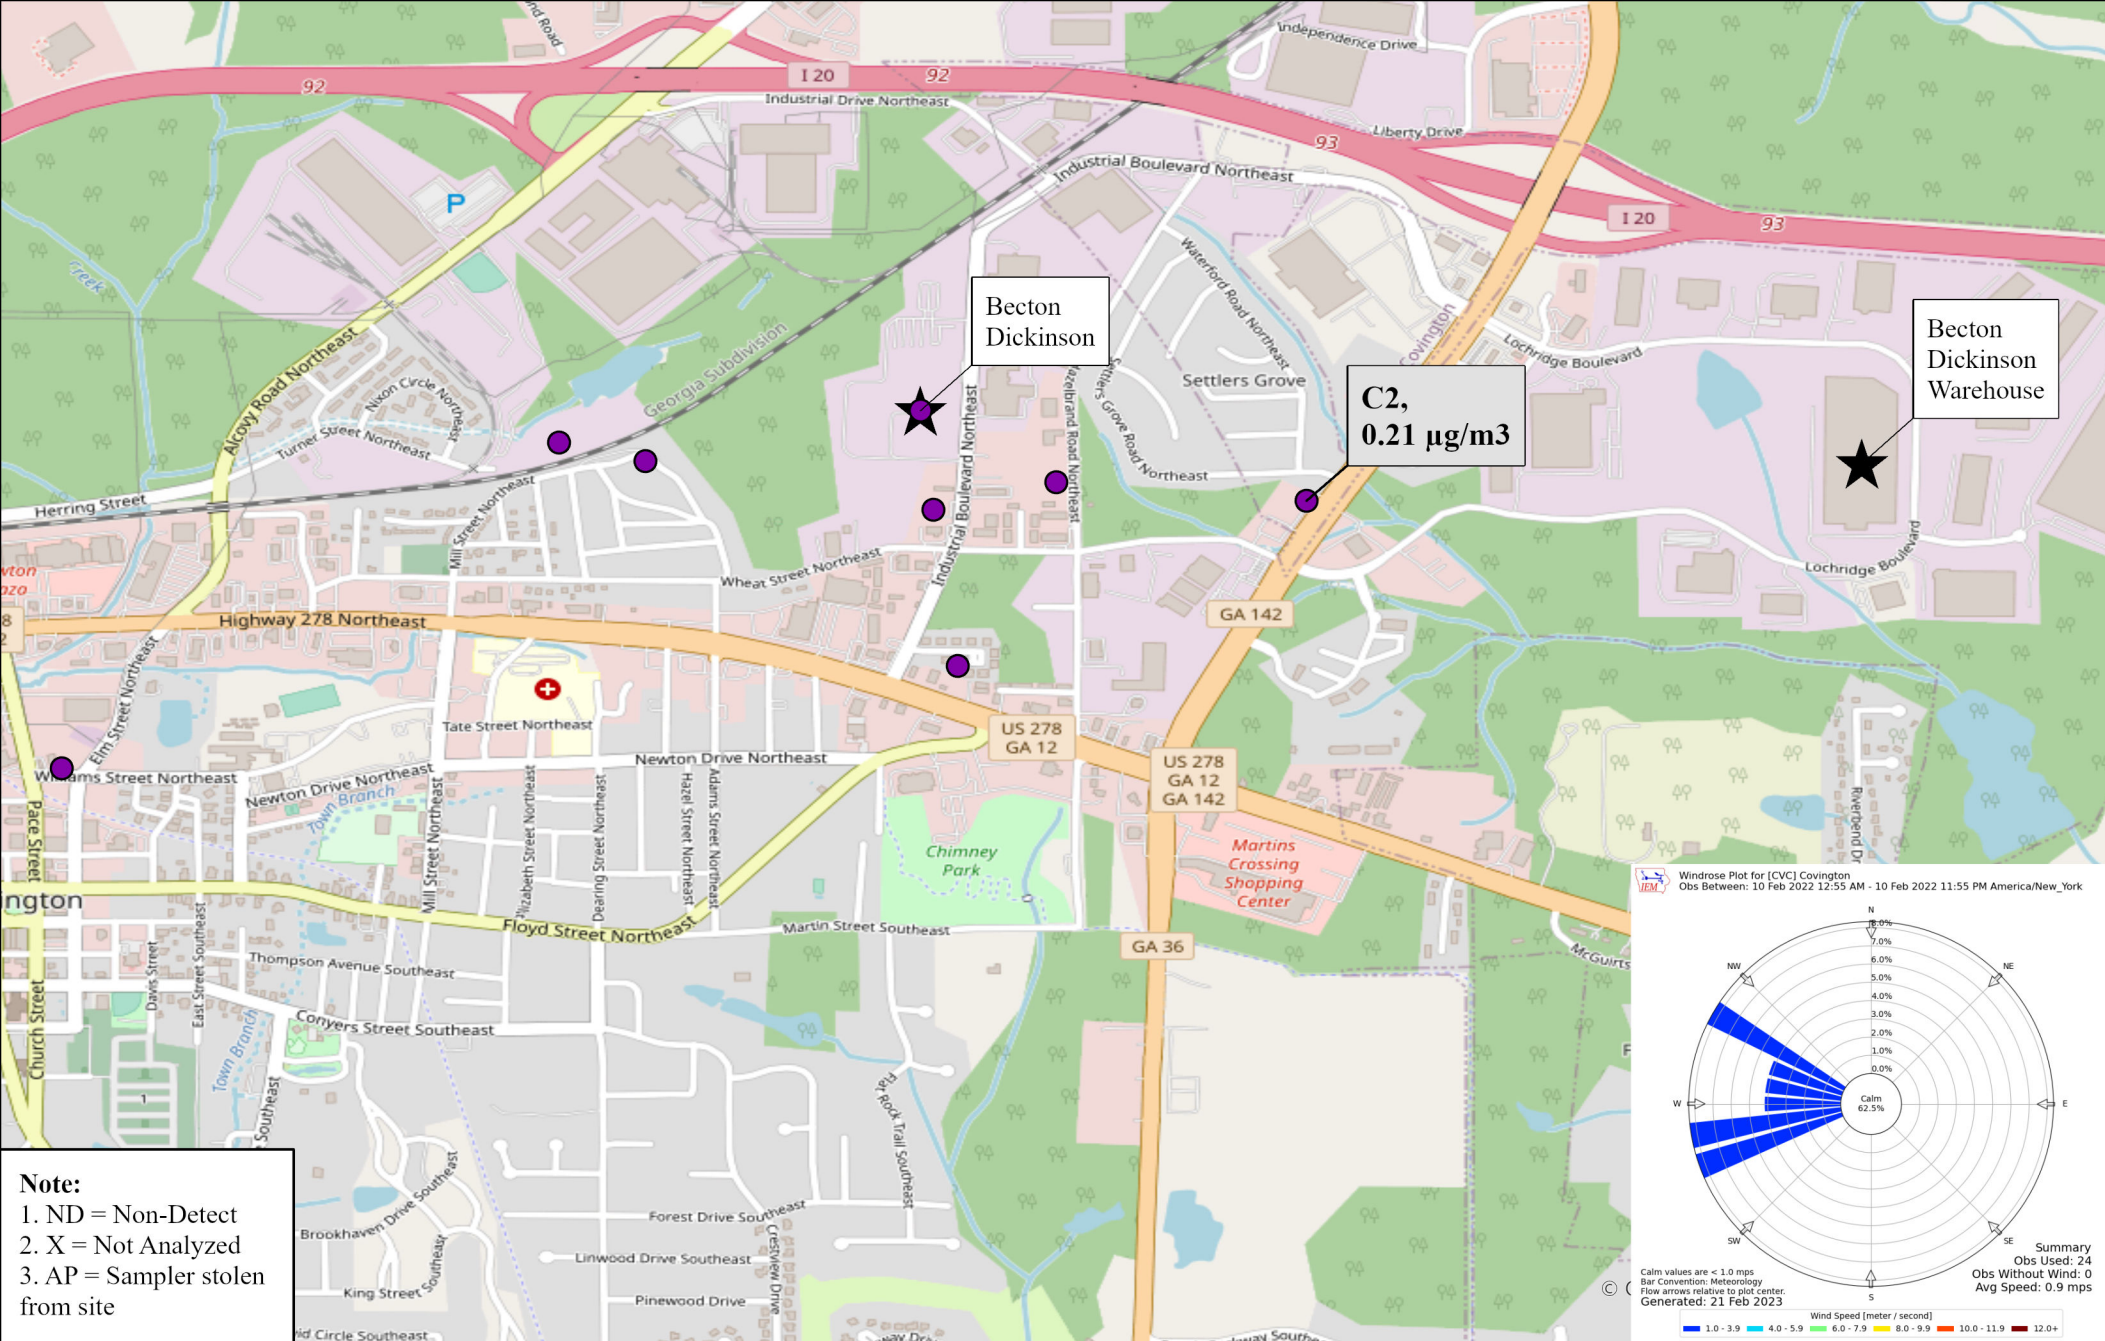 Independence Drive
92
I 20
92
Industrial Drive Northeast
Liberty Drive
93
Industrial Boulevard Northeast
P
I 20
93
Creek
Waterford Road Northeast
Georgia Subdivision
Becton
Dickinson
Covington
Lochridge Boulevard
Becton
Dickinson
Warehouse
Alcovy Road Northeast
Nixon Circle Northeast
Turner Street Northeast
Settlers Grove
Settlers Grove Road Northeast
Hazelbrand Road Northeast
C2,
0.21 µg/m3
Industrial Boulevard Northeast
Herring Street
Mill Street Northeast
Wheat Street Northeast
Lochridge Boulevard
GA 142
Highway 278 Northeast
Elm Street Northeast
Tate Street Northeast
US 278
GA 12
Newton Drive Northeast
US 278
GA 12
GA 142
Williams Street Northeast
Newton Drive Northeast
Town Branch
Pace Street
Mill Street Northeast
Elizabeth Street Northeast
Dearing Street Northeast
Hazel Street Northeast
Adams Street Northeast
Riverbend Dr
Chimney
Park
Martins
Crossing
Shopping
Center
ington
Floyd Street Northeast
Martin Street Southeast
GA 36
McGuirts
Davis Street
East Street Southeast
Thompson Avenue Southeast
Church Street
Conyers Street Southeast
Town Branch
1
Southeast
Flat Rock Trail Southeast
Brookhaven Drive Southeast
Forest Drive Southeast
Linwood Drive Southeast
Crestview Drive
King Street Southeast
Pinewood Drive
vid Circle Southeast
Note:
1. ND = Non-Detect
2. X = Not Analyzed
3. AP = Sampler stolen
from site
©
IEM
Windrose Plot for [CVC] Covington
Obs Between: 10 Feb 2022 12:55 AM - 10 Feb 2022 11:55 PM America/New_York
N
8.0%
7.0%
6.0%
5.0%
4.0%
3.0%
2.0%
1.0%
0.0%
NW
NE
W
Calm
62.5%
E
SW
SE
S
Summary
Obs Used: 24
Obs Without Wind: 0
Avg Speed: 0.9 mps
Calm values are < 1.0 mps
Bar Convention: Meteorology
Flow arrows relative to plot center.
Generated: 21 Feb 2023
Wind Speed [meter / second]
1.0 - 3.9
4.0 - 5.9
6.0 - 7.9
8.0 - 9.9
10.0 - 11.9
12.0+